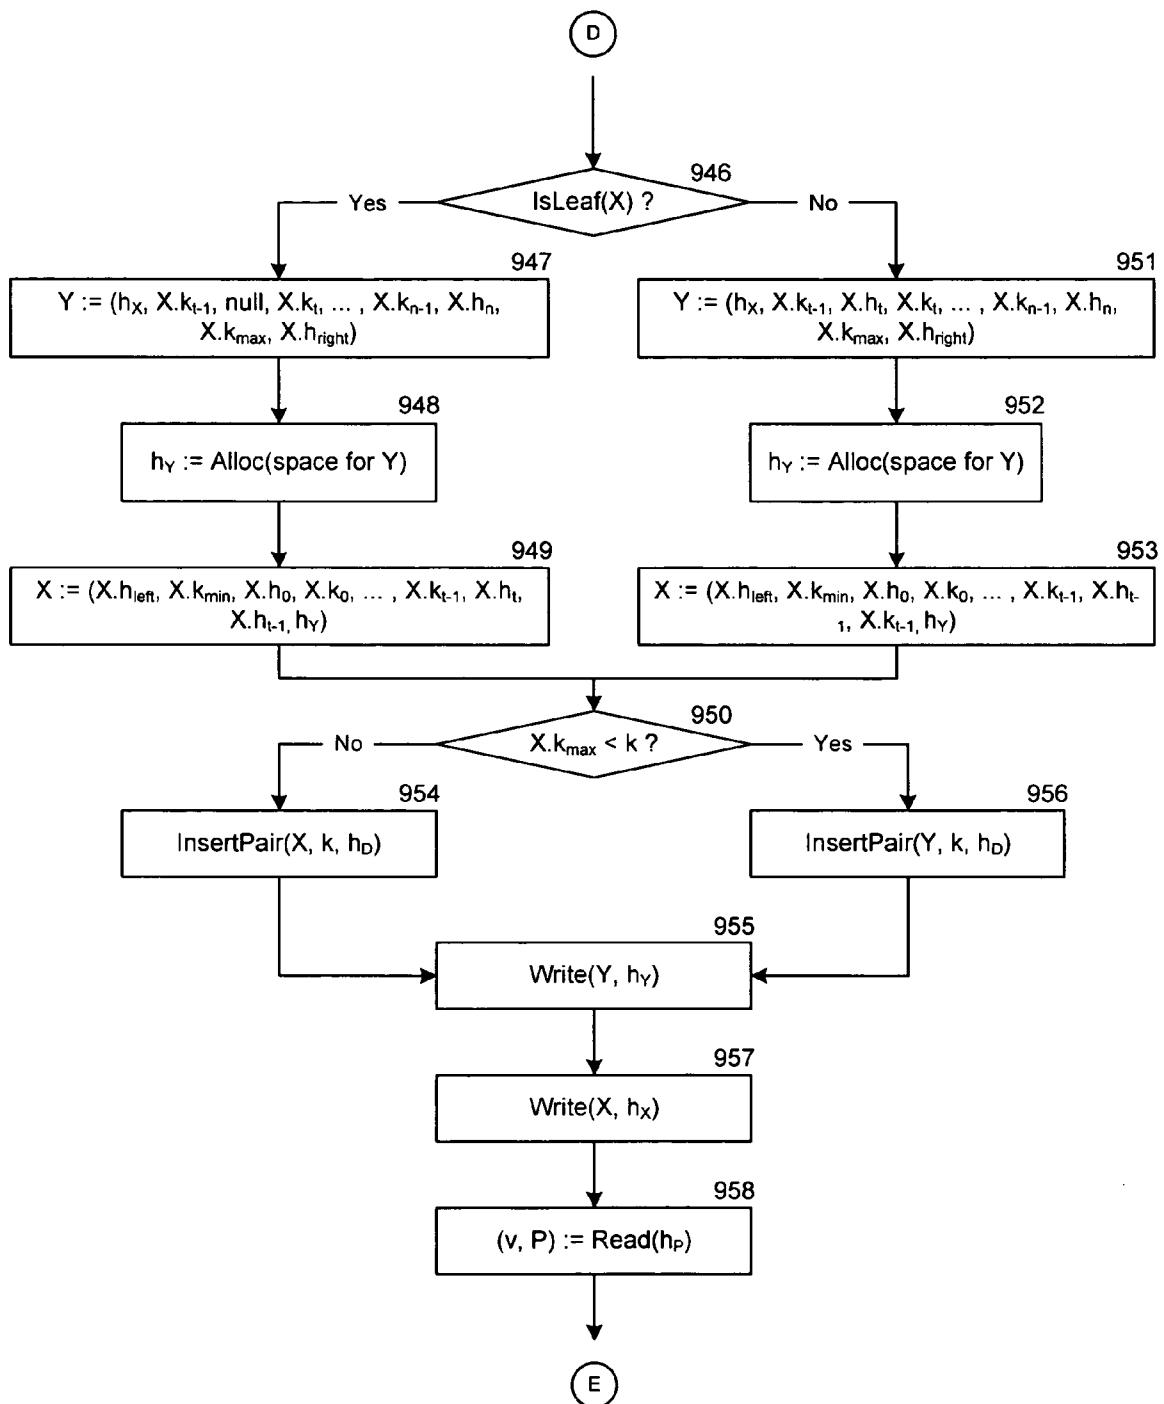 D
946
IsLeaf(X) ?
Yes
No
947
Y := (hX, X.kt-1, null, X.kt, ... , X.kn-1, X.hn,
X.kmax, X.hright)
951
Y := (hX, X.kt-1, X.ht, X.kt, ... , X.kn-1, X.hn,
X.kmax, X.hright)
948
hY := Alloc(space for Y)
952
hY := Alloc(space for Y)
949
X := (X.hleft, X.kmin, X.h0, X.k0, ... , X.kt-1, X.ht,
X.ht-1, hY)
953
X := (X.hleft, X.kmin, X.h0, X.k0, ... , X.kt-1, X.ht-
1, X.kt-1, hY)
950
X.kmax < k ?
No
Yes
954
InsertPair(X, k, hD)
956
InsertPair(Y, k, hD)
955
Write(Y, hY)
957
Write(X, hX)
958
(v, P) := Read(hP)
E